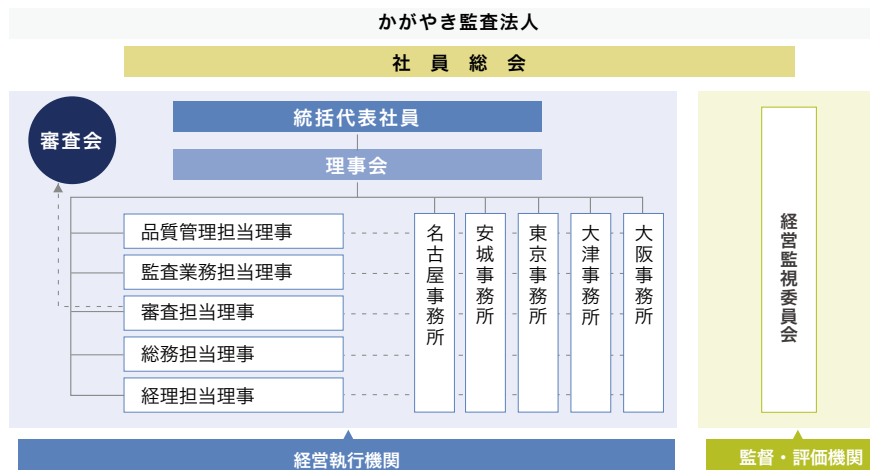 かがやき監査法人
社員総会
審査会
統括代表社員
理事会
品質管理担当理事
監査業務担当理事
審査担当理事
総務担当理事
経理担当理事
名古屋事務所
安城事務所
東京事務所
大津事務所
大阪事務所
経営監視委員会
経営執行機関
監督・評価機関